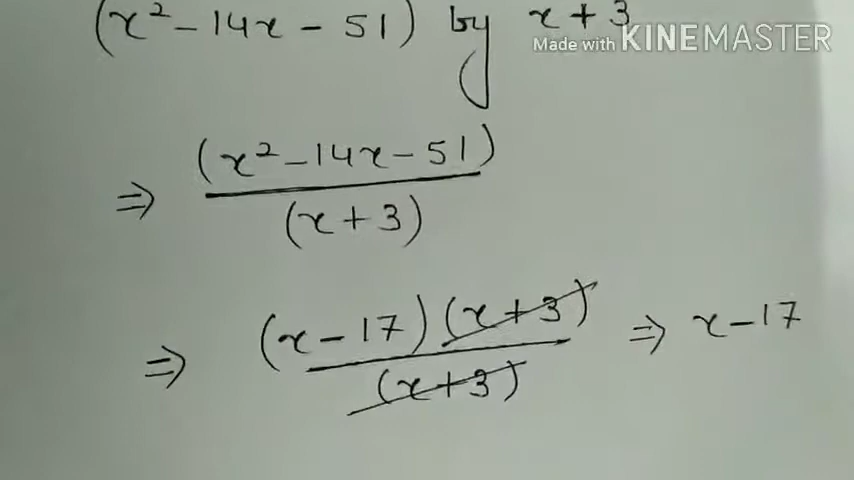 (x² - 14x - 51) by x + 3
Made with KINEMASTER
⇒ (x² - 14x - 51)
(x + 3)
⇒ (x - 17) (x + 3) ⇒ x - 17
(x + 3)